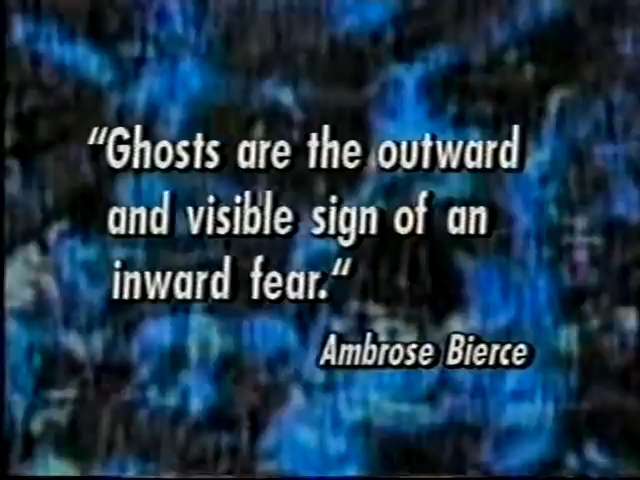 “Ghosts are the outward
and visible sign of an
inward fear.“
Ambrose Bierce